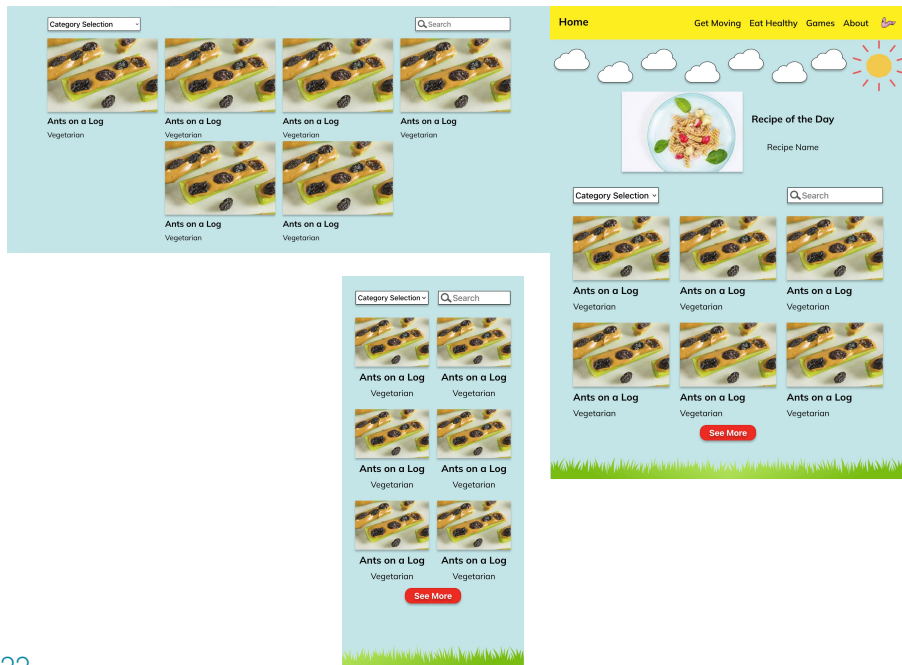 Category Selection
Search
Ants on a Log
Ants on a Log
Ants on a Log
Ants on a Log
Vegetarian
Vegetarian
Vegetarian
Vegetarian
Ants on a Log
Ants on a Log
Vegetarian
Vegetarian
Home
Get Moving
Eat Healthy
Games
About
Recipe of the Day
Recipe Name
Category Selection
Search
Ants on a Log
Ants on a Log
Ants on a Log
Vegetarian
Vegetarian
Vegetarian
Ants on a Log
Ants on a Log
Ants on a Log
Vegetarian
Vegetarian
Vegetarian
See More
Category Selection
Search
Ants on a Log
Ants on a Log
Vegetarian
Vegetarian
Ants on a Log
Ants on a Log
Vegetarian
Vegetarian
Ants on a Log
Ants on a Log
Vegetarian
Vegetarian
See More